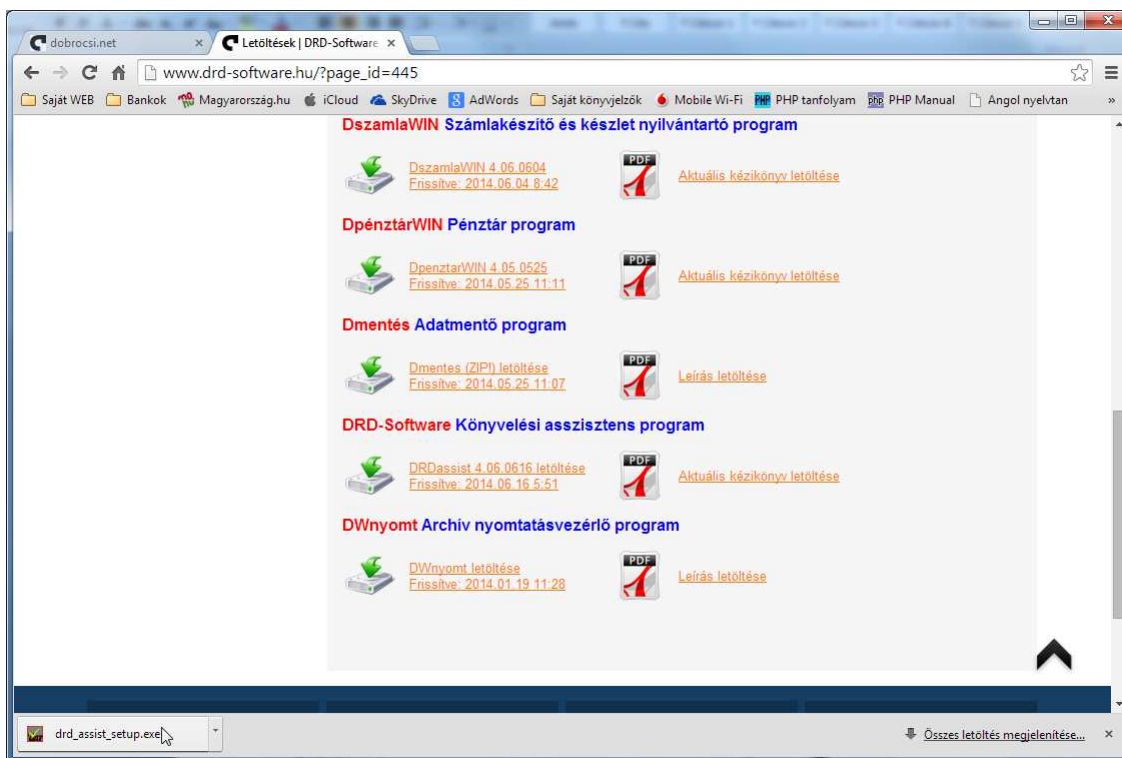 dobrocsi.net
Letöltések | DRD-Software
www.drd-software.hu/?page_id=445
Saját WEB Bankok Magyarország.hu iCloud SkyDrive AdWords Saját könyvjelzők Mobile Wi-Fi PHP tanfolyam PHP Manual Angol nyelvtan »
DszamlaWIN Számlakészítő és készlet nyilvántartó program
DszamlaWIN 4.06.0604
Frissítve: 2014.06.04 8:42
PDF
Aktuális kézikönyv letöltése
DpénztárWIN Pénztár program
DpenztarWIN 4.05.0525
Frissítve: 2014.05.25 11:11
PDF
Aktuális kézikönyv letöltése
Dmentés Adatmentő program
Dmentes (ZIP!) letöltése
Frissítve: 2014.05.25 11:07
PDF
Leírás letöltése
DRD-Software Könyvelési asszisztens program
DRDassist 4.06.0616 letöltése
Frissítve: 2014.06.16 5:51
PDF
Aktuális kézikönyv letöltése
DWnyomt Archív nyomtatásvezérlő program
DWnyomt letöltése
Frissítve: 2014.01.19 11:28
PDF
Leírás letöltése
drd_assist_setup.exe
Összes letöltés megjelenítése...